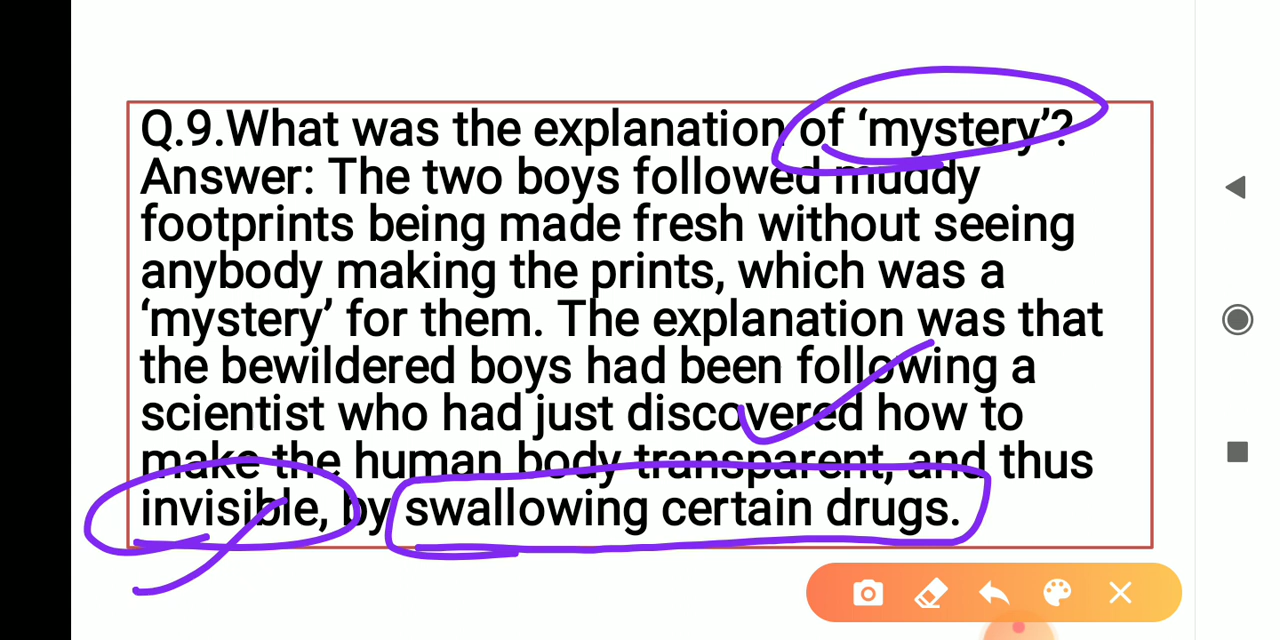 Q.9.What was the explanation of ‘mystery’?
Answer: The two boys followed muddy
footprints being made fresh without seeing
anybody making the prints, which was a
‘mystery’ for them. The explanation was that
the bewildered boys had been following a
scientist who had just discovered how to
make the human body transparent, and thus
invisible, by swallowing certain drugs.